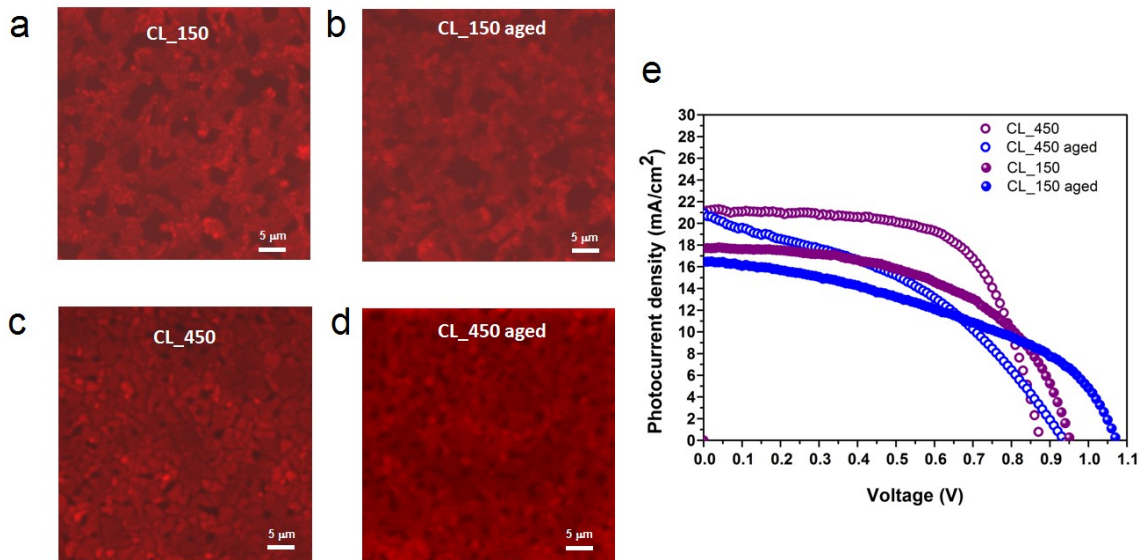 a
CL_150
5 μm
b
CL_150 aged
5 μm
c
CL_450
5 μm
d
CL_450 aged
5 μm
e
Photocurrent density (mA/cm²)
30
28
26
24
22
20
18
16
14
12
10
8
6
4
2
0
CL_450
CL_450 aged
CL_150
CL_150 aged
0.0 0.1 0.2 0.3 0.4 0.5 0.6 0.7 0.8 0.9 1.0 1.1
Voltage (V)